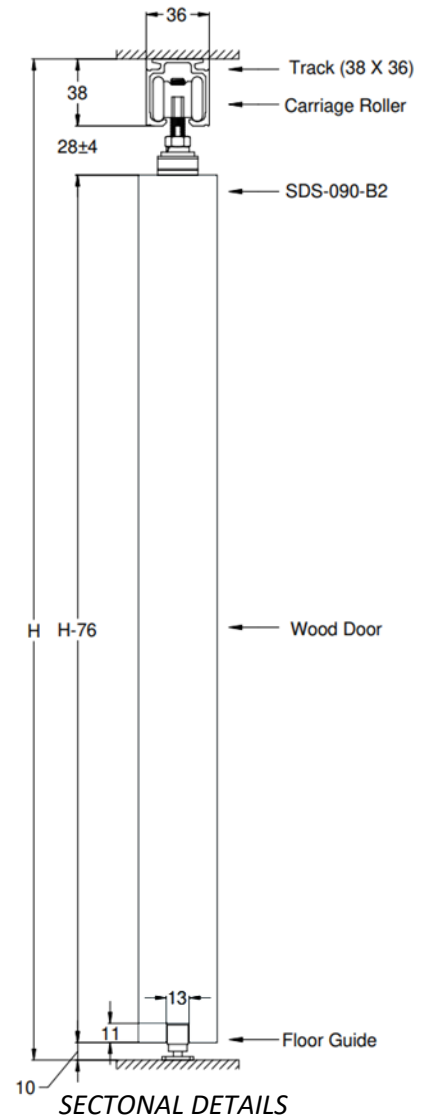 36
Track (38 X 36)
38
Carriage Roller
28±4
SDS-090-B2
H
H-76
Wood Door
13
11
Floor Guide
10
SECTONAL DETAILS